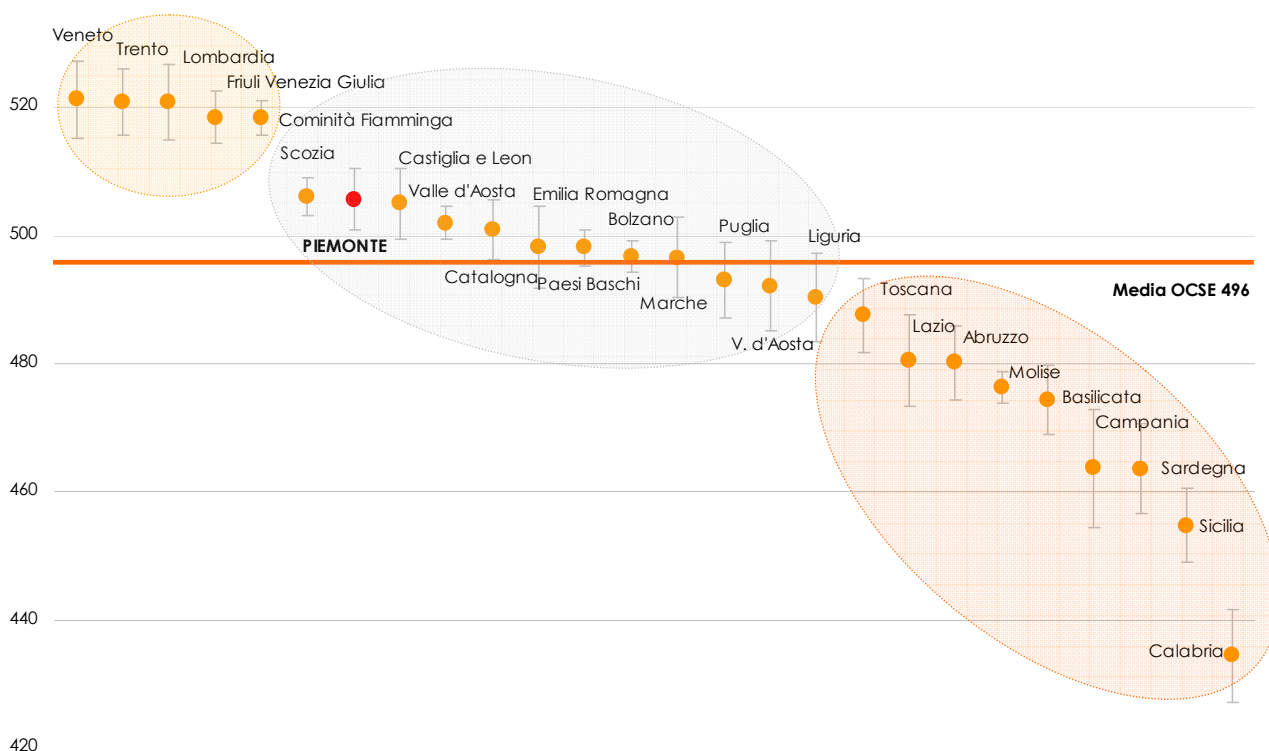 Veneto
Trento
Lombardia
Friuli Venezia Giulia
520
Cominità Fiamminga
Scozia
Castiglia e Leon
Valle d'Aosta
Emilia Romagna
Bolzano
Puglia
Liguria
500
PIEMONTE
Catalogna
Paesi Baschi
Marche
V. d'Aosta
Toscana
Media OCSE 496
Lazio
Abruzzo
480
Molise
Basilicata
Campania
Sardegna
460
Sicilia
440
Calabria
420